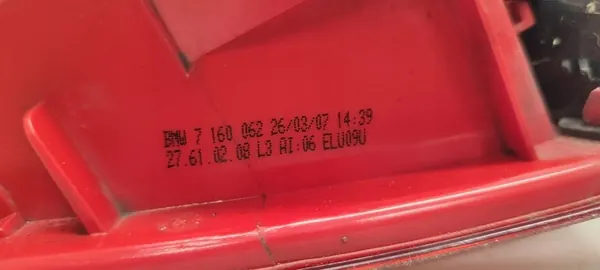 BMW 7 160 062 26/03/07 14:39
27.61.02.08 L3 AI:06 ELU09U